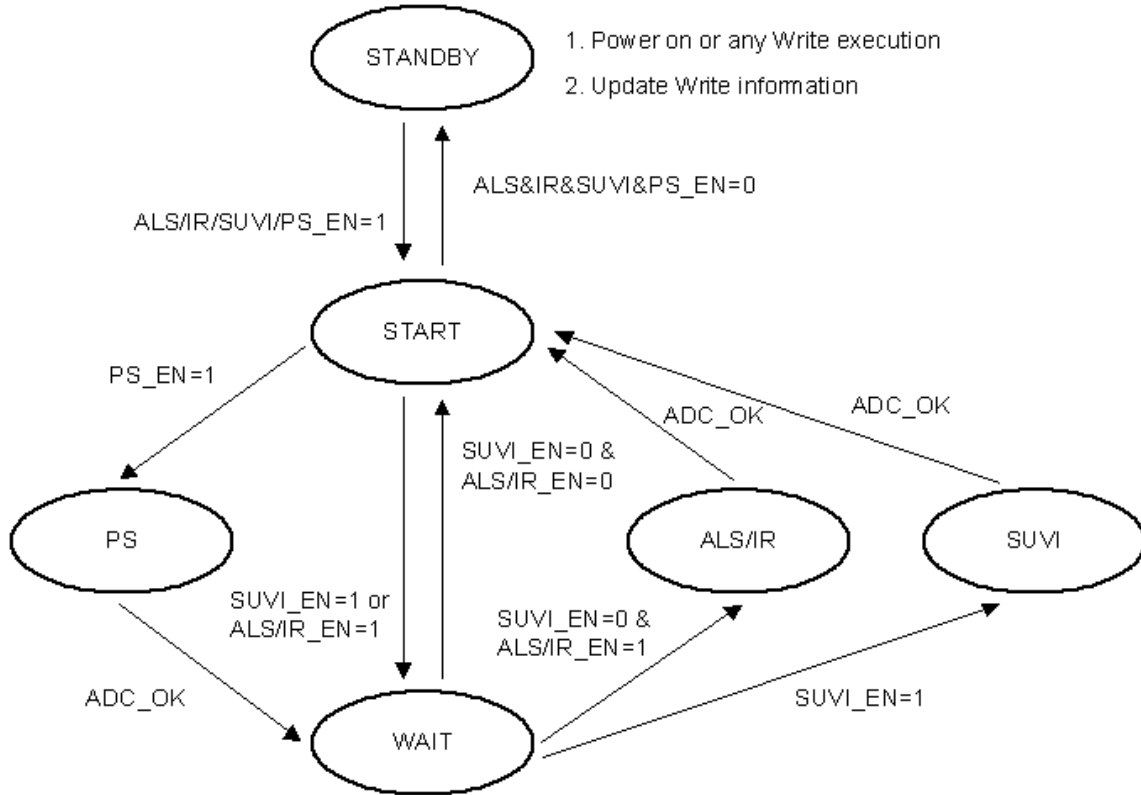 STANDBY
1. Power on or any Write execution
2. Update Write information
ALS&IR&SUVI&PS_EN=0
ALS/IR/SUVI/PS_EN=1
START
PS_EN=1
ADC_OK
ADC_OK
SUVI_EN=0 &
ALS/IR_EN=0
PS
ALS/IR
SUVI
SUVI_EN=1 or
ALS/IR_EN=1
SUVI_EN=0 &
ALS/IR_EN=1
ADC_OK
SUVI_EN=1
WAIT